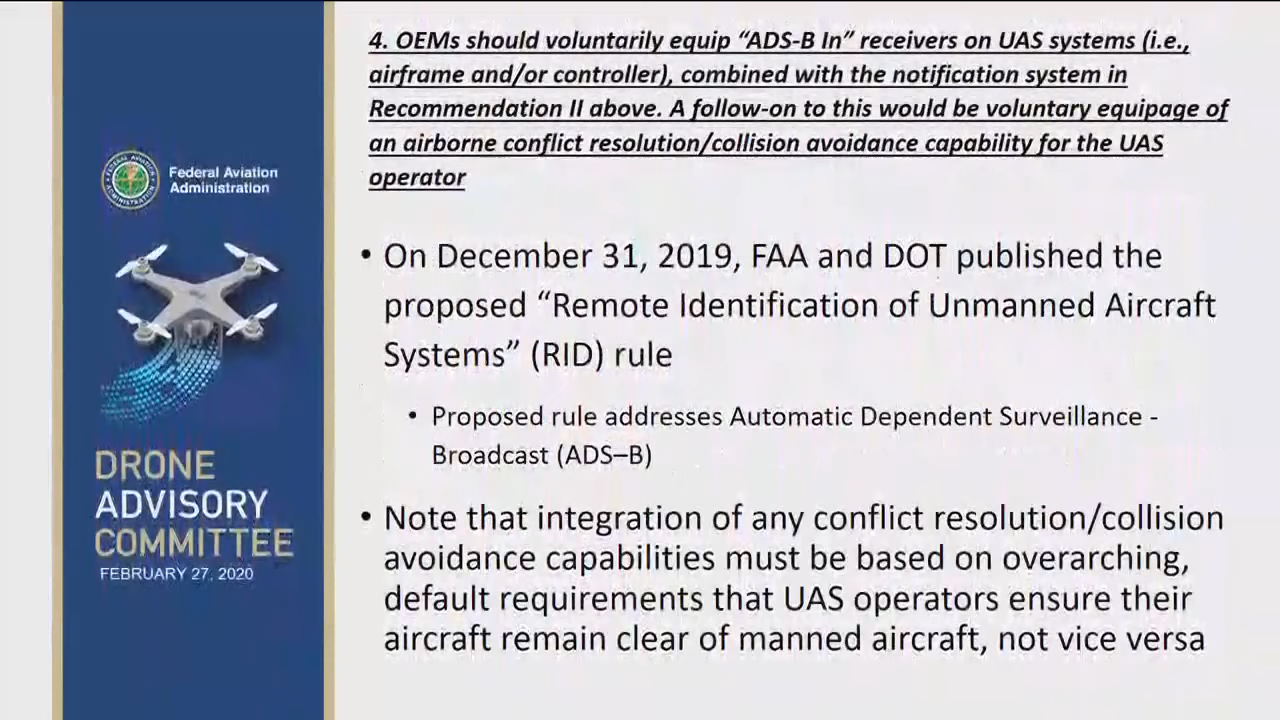 Federal Aviation
Administration
DRONE
ADVISORY
COMMITTEE
FEBRUARY 27, 2020
4. OEMs should voluntarily equip “ADS-B In” receivers on UAS systems (i.e.,
airframe and/or controller), combined with the notification system in
Recommendation II above. A follow-on to this would be voluntary equipage of
an airborne conflict resolution/collision avoidance capability for the UAS
operator
• On December 31, 2019, FAA and DOT published the
proposed “Remote Identification of Unmanned Aircraft
Systems” (RID) rule
• Proposed rule addresses Automatic Dependent Surveillance -
Broadcast (ADS–B)
• Note that integration of any conflict resolution/collision
avoidance capabilities must be based on overarching,
default requirements that UAS operators ensure their
aircraft remain clear of manned aircraft, not vice versa